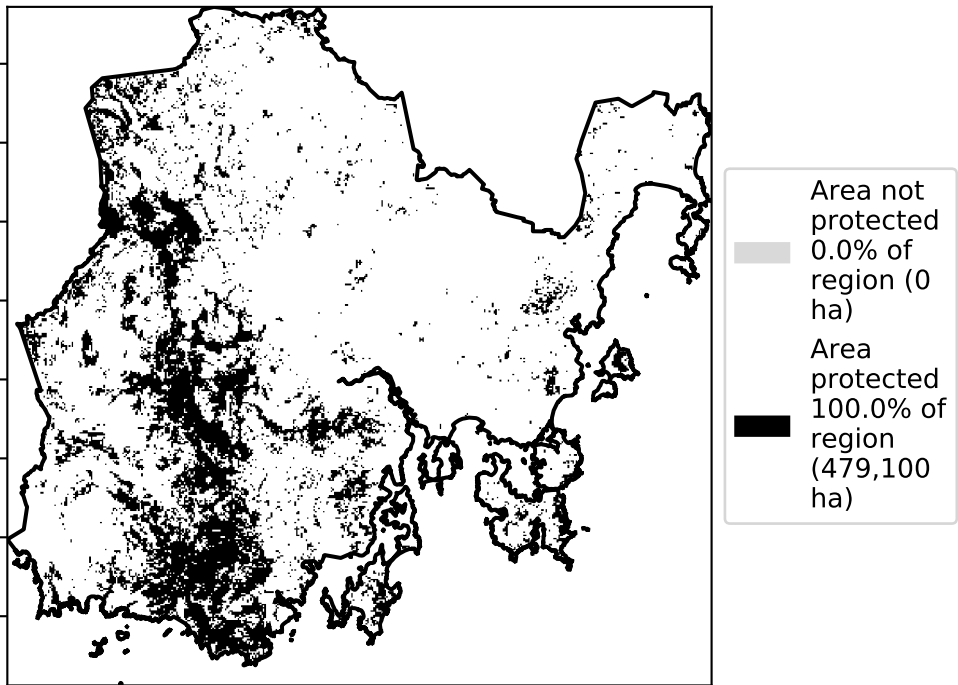 Area not
protected
0.0% of
region (0
ha)
Area
protected
100.0% of
region
(479,100
ha)